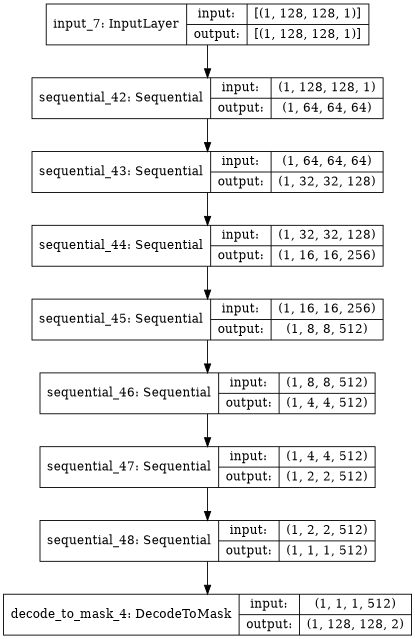 input_7: InputLayer
input: [(1, 128, 128, 1)]
output: [(1, 128, 128, 1)]
sequential_42: Sequential
input: (1, 128, 128, 1)
output: (1, 64, 64, 64)
sequential_43: Sequential
input: (1, 64, 64, 64)
output: (1, 32, 32, 128)
sequential_44: Sequential
input: (1, 32, 32, 128)
output: (1, 16, 16, 256)
sequential_45: Sequential
input: (1, 16, 16, 256)
output: (1, 8, 8, 512)
sequential_46: Sequential
input: (1, 8, 8, 512)
output: (1, 4, 4, 512)
sequential_47: Sequential
input: (1, 4, 4, 512)
output: (1, 2, 2, 512)
sequential_48: Sequential
input: (1, 2, 2, 512)
output: (1, 1, 1, 512)
decode_to_mask_4: DecodeToMask
input: (1, 1, 1, 512)
output: (1, 128, 128, 2)